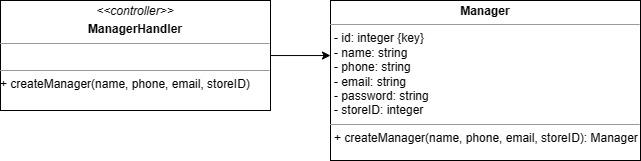 <<controller>>
ManagerHandler
+ createManager(name, phone, email, storeID)
Manager
- id: integer {key}
- name: string
- phone: string
- email: string
- password: string
- storeID: integer
+ createManager(name, phone, email, storeID): Manager